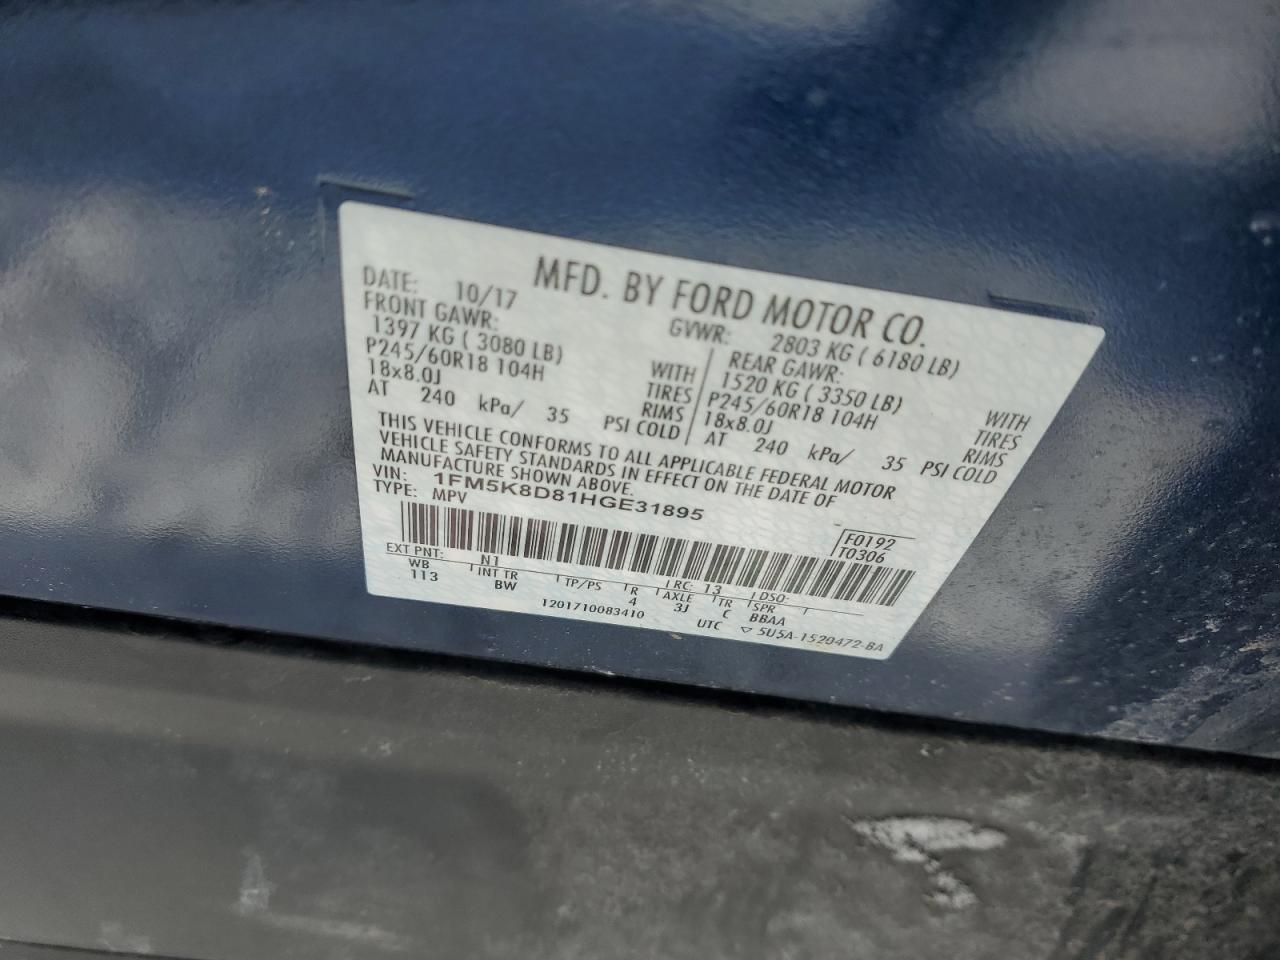 MFD. BY FORD MOTOR CO.
DATE: 10/17 GVWR: 2803 KG ( 6180 LB)
FRONT GAWR: REAR GAWR:
1397 KG ( 3080 LB) WITH 1520 KG ( 3350 LB) WITH
P245/60R18 104H TIRES P245/60R18 104H TIRES
18x8.0J RIMS 18x8.0J RIMS
AT 240 kPa/ 35 PSI COLD AT 240 kPa/ 35 PSI COLD
THIS VEHICLE CONFORMS TO ALL APPLICABLE FEDERAL MOTOR
VEHICLE SAFETY STANDARDS IN EFFECT ON THE DATE OF
MANUFACTURE SHOWN ABOVE.
VIN: 1FM5K8D81HGE31895
TYPE: MPV
F0192
T0306
EXT PNT: N1 RC: 13 DSO:
WB INT TR TP/PS R AXLE TR SPR
113 BW 4 3J C BBAA
1201710083410 UTC ▽ 5U5A-1520472-BA